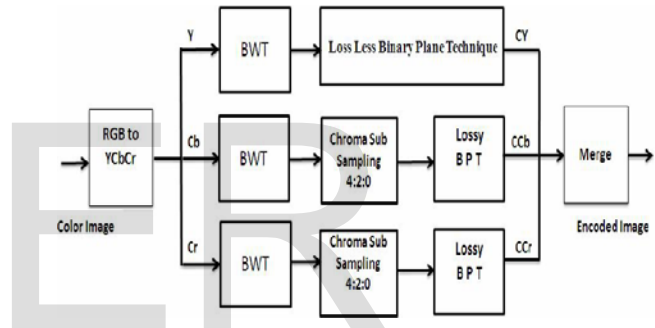 Y
BWT
Loss Less Binary Plane Technique
CY
RGB to
YCbCr
Cb
BWT
Chroma Sub
Sampling
4:2:0
Lossy
B P T
CCb
Merge
Color Image
Encoded Image
Cr
BWT
Chroma Sub
Sampling
4:2:0
Lossy
B P T
CCr
ER